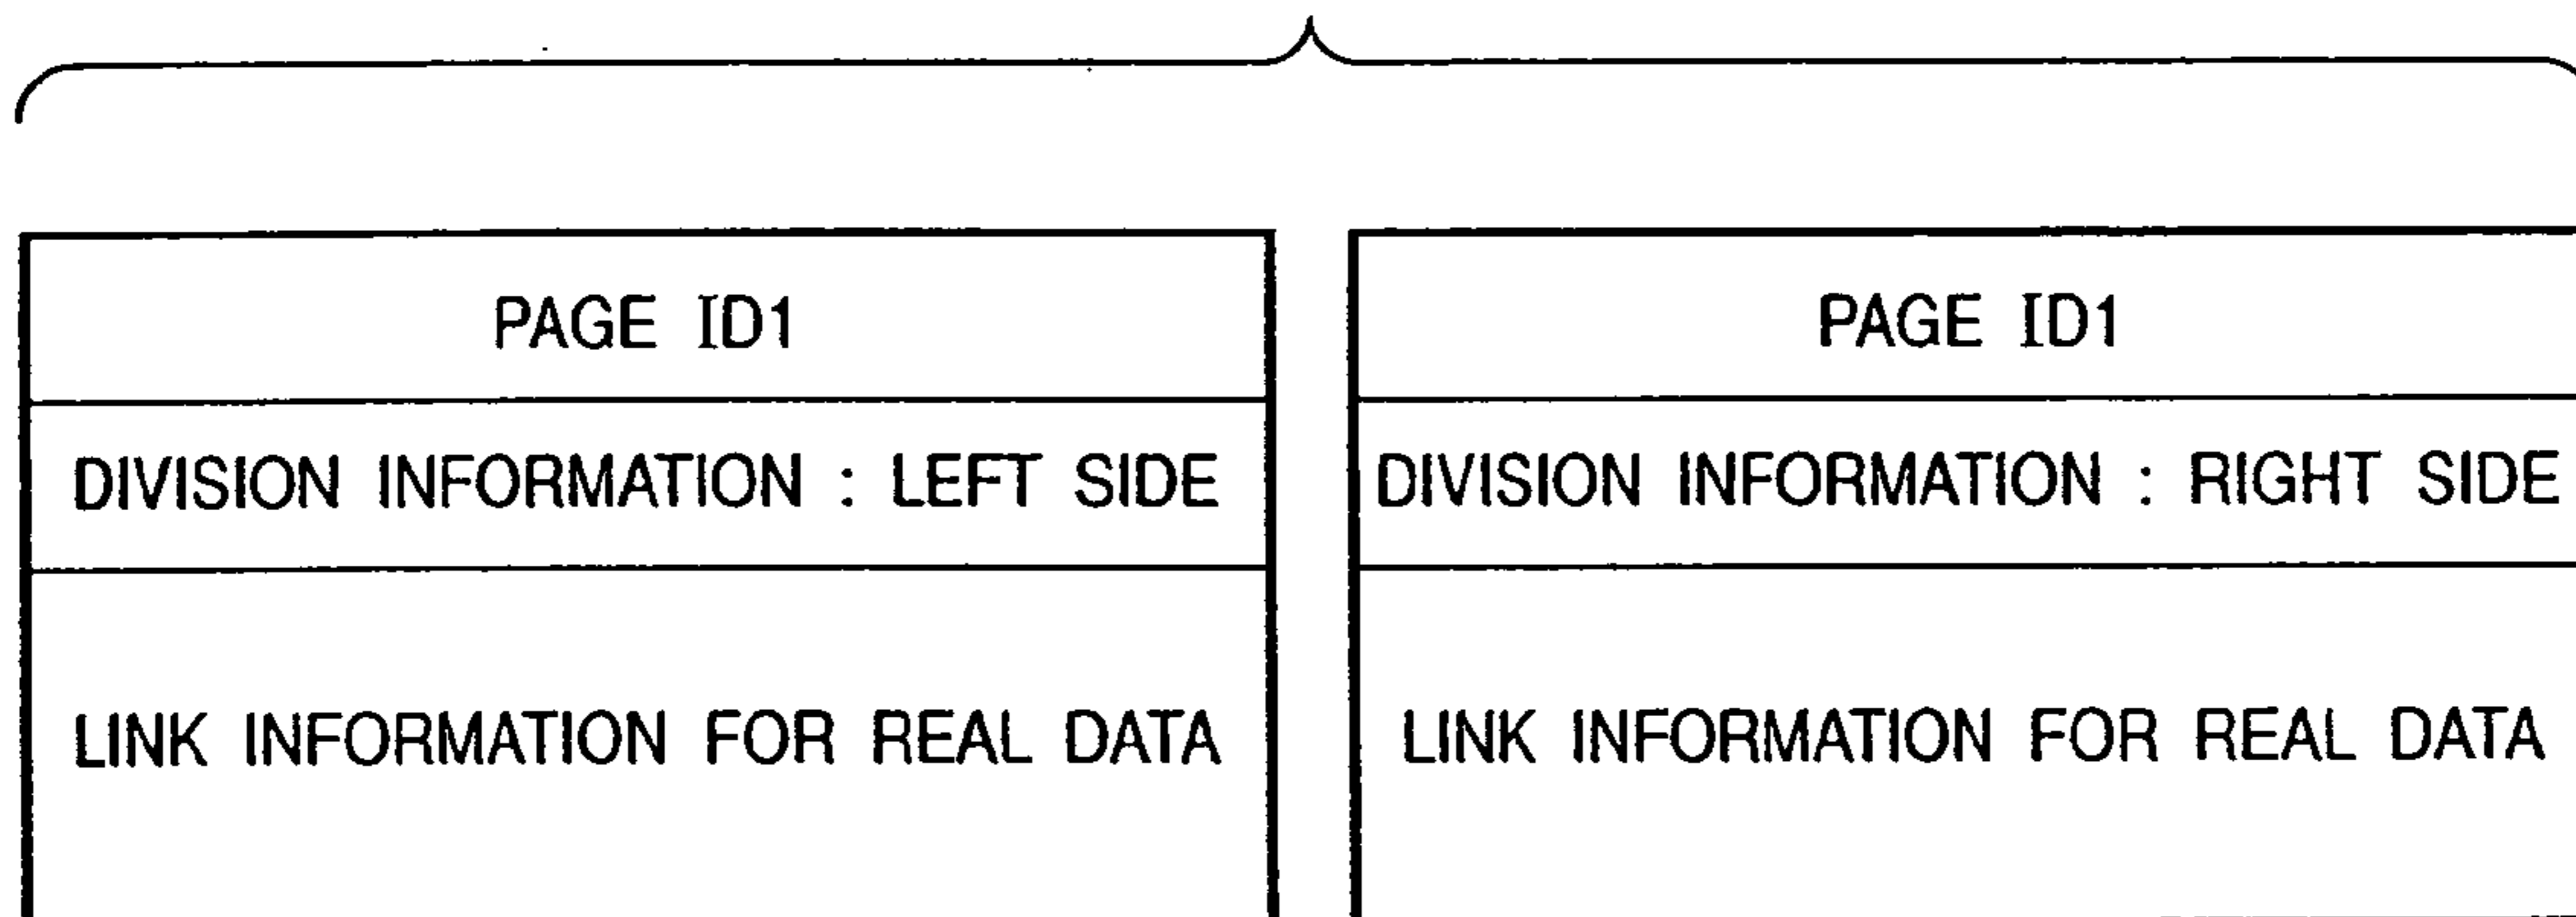 PAGE ID1
DIVISION INFORMATION : LEFT SIDE
LINK INFORMATION FOR REAL DATA
PAGE ID1
DIVISION INFORMATION : RIGHT SIDE
LINK INFORMATION FOR REAL DATA